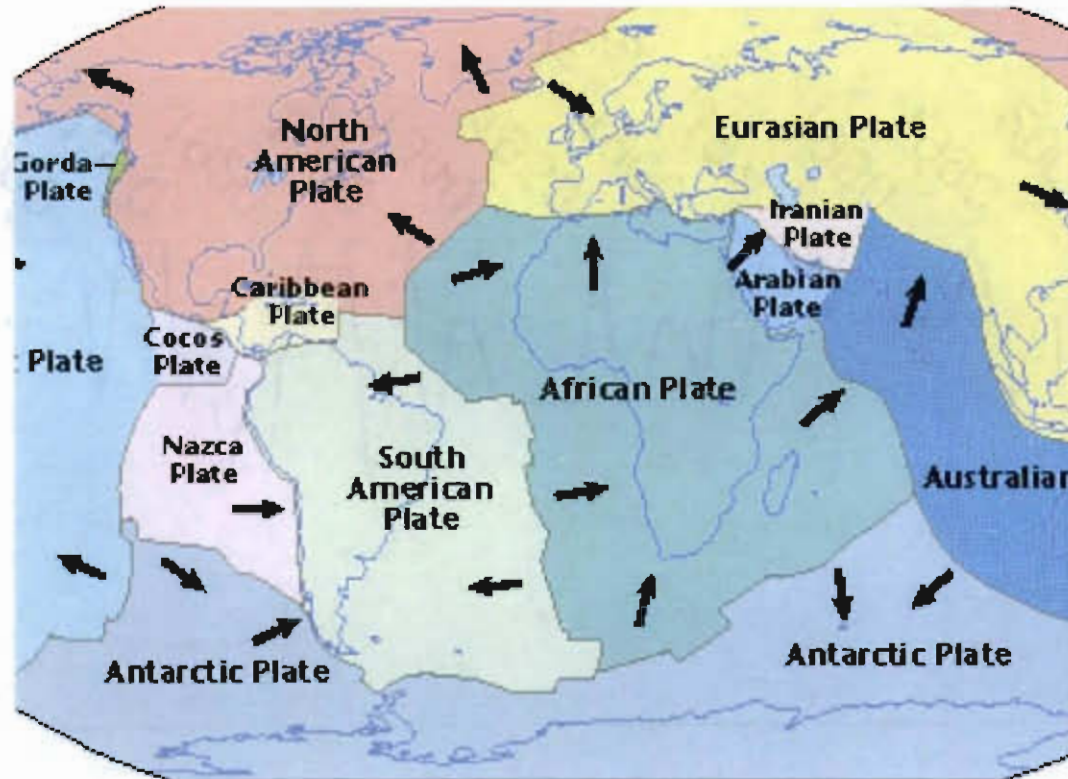 North
American
Plate
Eurasian Plate
Gorda
Plate
Iranian
Plate
Caribbean
Plate
Arabian
Plate
Cocos
Plate
: Plate
African Plate
Nazca
Plate
South
American
Plate
Australian
Antarctic Plate
Antarctic Plate